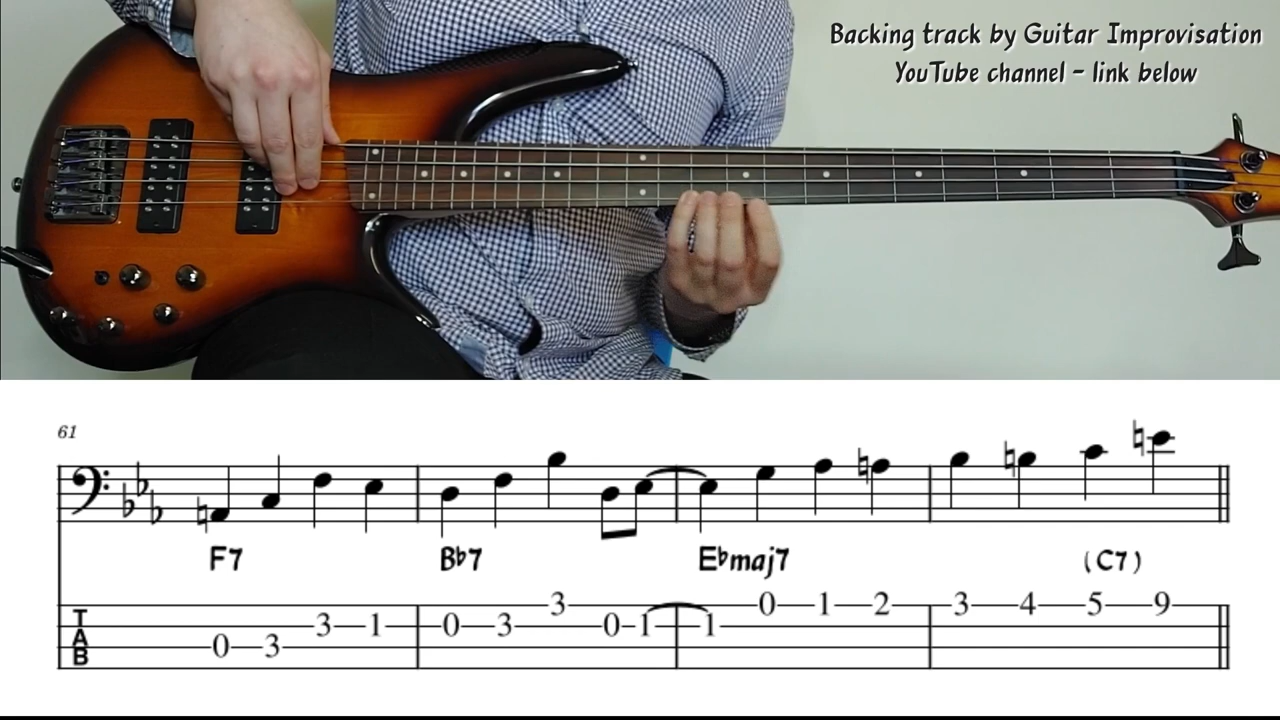 Backing track by Guitar Improvisation
YouTube channel - link below
61
F7 B♭7 E♭maj7 (C7)
3 0 1 2 3 4 5 9
T 3 1 0 3 0 1 1
A 0 3
B